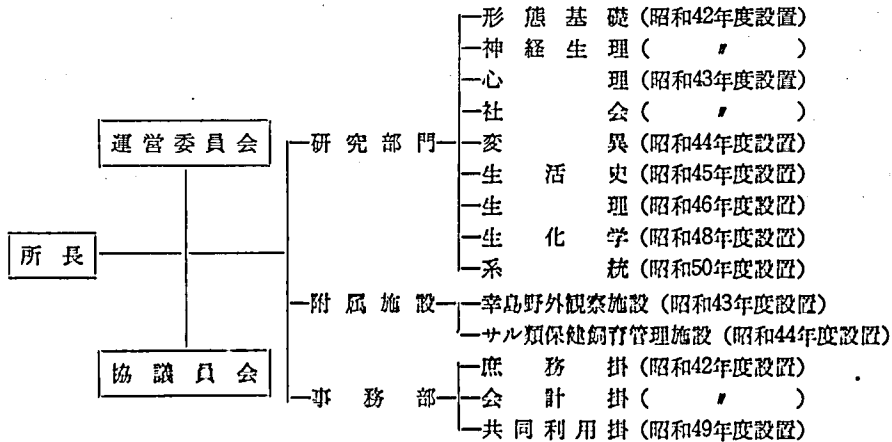 形態基礎(昭和42年度設置)
神経生理(〃)
心理(昭和43年度設置)
社会(〃)
運営委員会
研究部門
変異(昭和44年度設置)
生活史(昭和45年度設置)
生理(昭和46年度設置)
生化学(昭和48年度設置)
所長
系統(昭和50年度設置)
附属施設
幸島野外観察施設(昭和43年度設置)
サル類保健飼育管理施設(昭和44年度設置)
協議員会
庶務掛(昭和42年度設置)
事務部
会計掛(〃)
共同利用掛(昭和49年度設置)